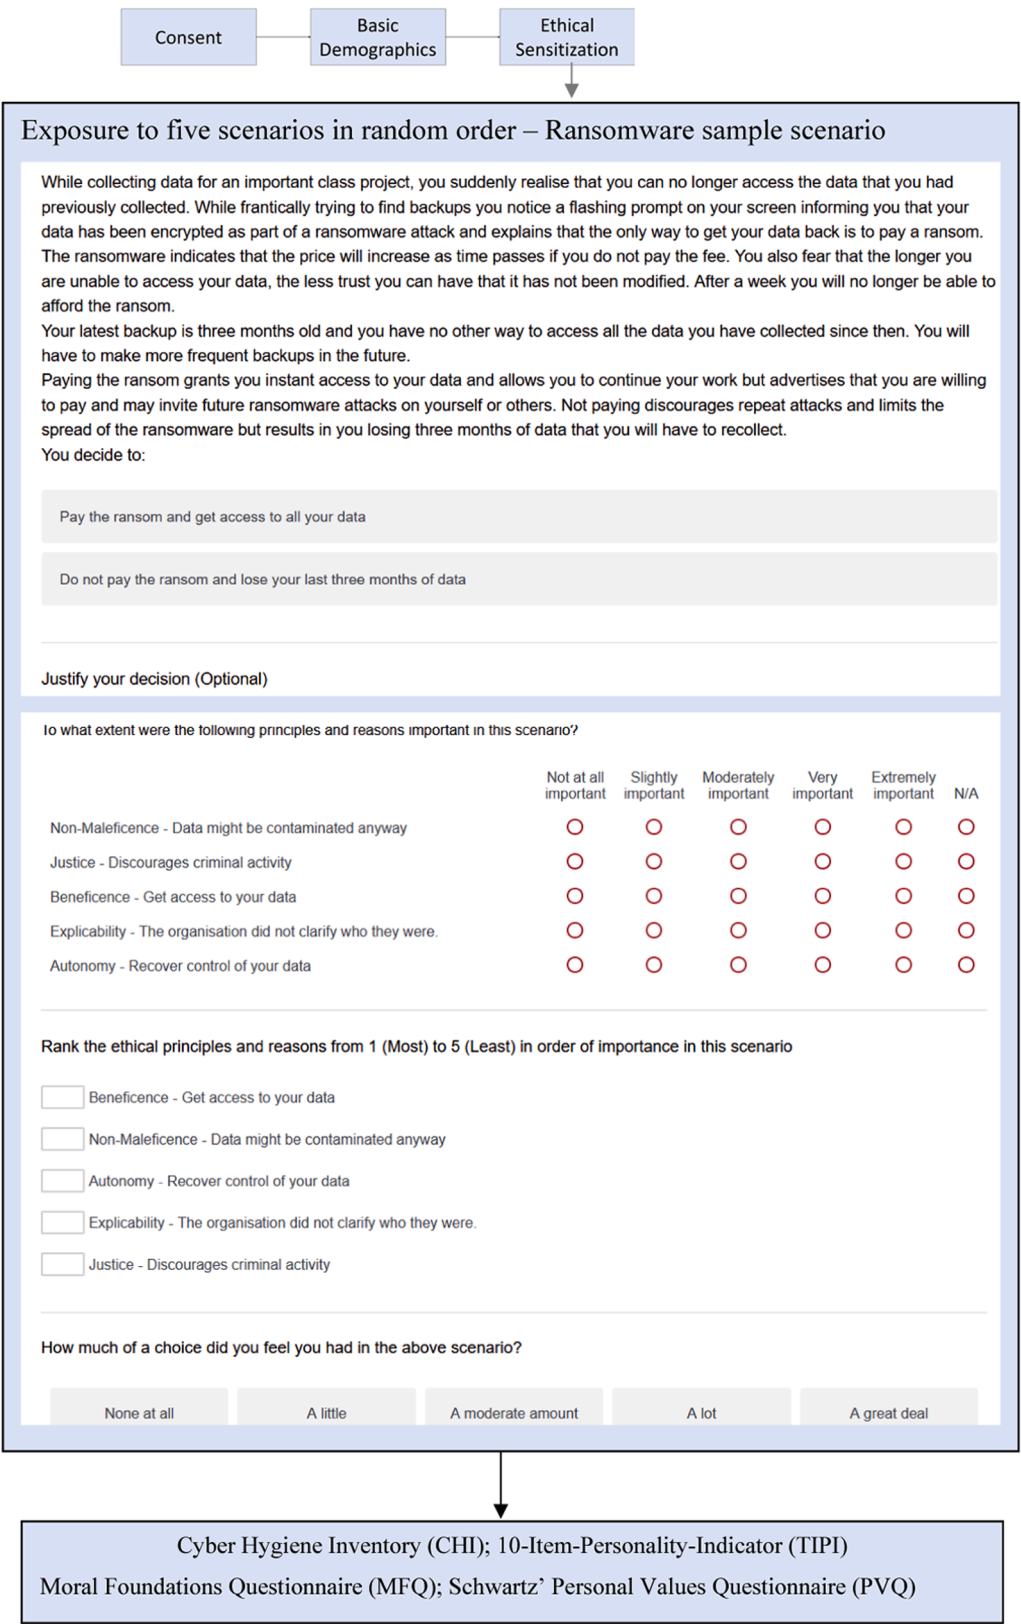 Consent
Basic
Demographics
Ethical
Sensitization
Exposure to five scenarios in random order – Ransomware sample scenario
While collecting data for an important class project, you suddenly realise that you can no longer access the data that you had
previously collected. While frantically trying to find backups you notice a flashing prompt on your screen informing you that your
data has been encrypted as part of a ransomware attack and explains that the only way to get your data back is to pay a ransom.
The ransomware indicates that the price will increase as time passes if you do not pay the fee. You also fear that the longer you
are unable to access your data, the less trust you can have that it has not been modified. After a week you will no longer be able to
afford the ransom.
Your latest backup is three months old and you have no other way to access all the data you have collected since then. You will
have to make more frequent backups in the future.
Paying the ransom grants you instant access to your data and allows you to continue your work but advertises that you are willing
to pay and may invite future ransomware attacks on yourself or others. Not paying discourages repeat attacks and limits the
spread of the ransomware but results in you losing three months of data that you will have to recollect.
You decide to:
Pay the ransom and get access to all your data
Do not pay the ransom and lose your last three months of data
Justify your decision (Optional)
To what extent were the following principles and reasons important in this scenario?
Not at all important Slightly important Moderately important Very important Extremely important N/A
Non-Maleficence - Data might be contaminated anyway
Justice - Discourages criminal activity
Beneficence - Get access to your data
Explicability - The organisation did not clarify who they were.
Autonomy - Recover control of your data
Rank the ethical principles and reasons from 1 (Most) to 5 (Least) in order of importance in this scenario
Beneficence - Get access to your data
Non-Maleficence - Data might be contaminated anyway
Autonomy - Recover control of your data
Explicability - The organisation did not clarify who they were.
Justice - Discourages criminal activity
How much of a choice did you feel you had in the above scenario?
None at all A little A moderate amount A lot A great deal
Cyber Hygiene Inventory (CHI); 10-Item-Personality-Indicator (TIPI)
Moral Foundations Questionnaire (MFQ); Schwartz’ Personal Values Questionnaire (PVQ)